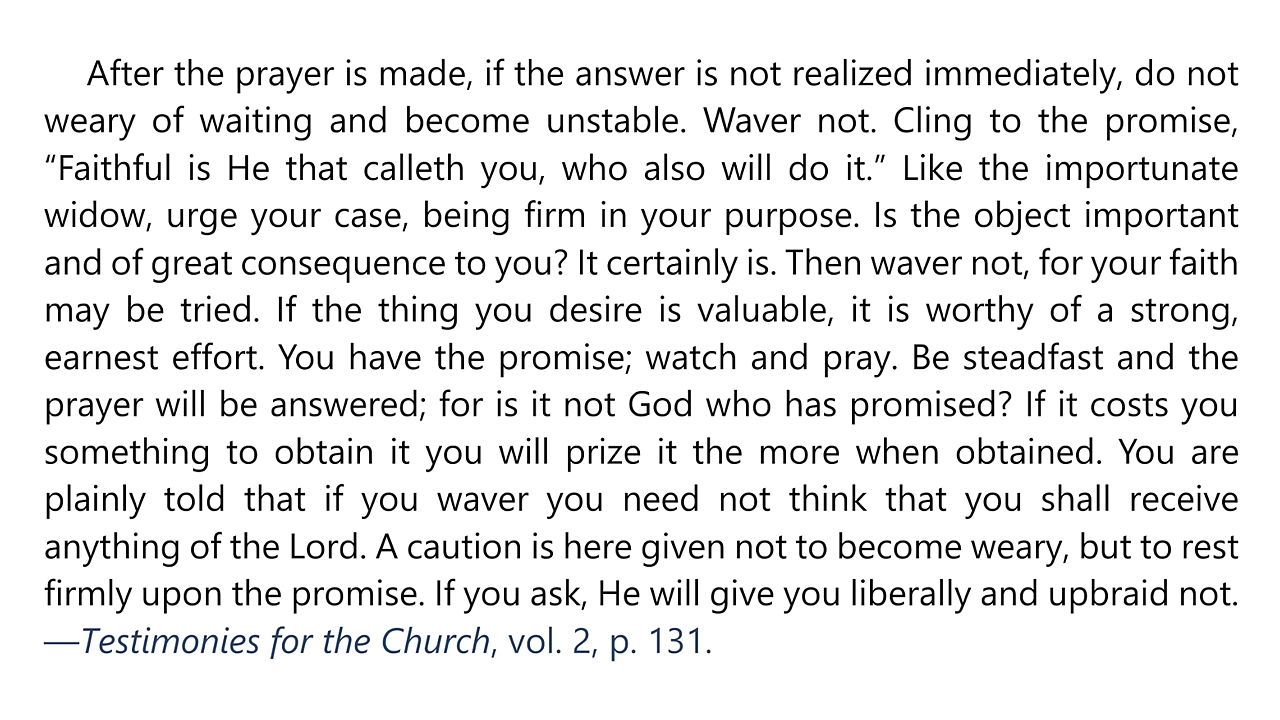 After the prayer is made, if the answer is not realized immediately, do not
weary of waiting and become unstable. Waver not. Cling to the promise,
“Faithful is He that calleth you, who also will do it.” Like the importunate
widow, urge your case, being firm in your purpose. Is the object important
and of great consequence to you? It certainly is. Then waver not, for your faith
may be tried. If the thing you desire is valuable, it is worthy of a strong,
earnest effort. You have the promise; watch and pray. Be steadfast and the
prayer will be answered; for is it not God who has promised? If it costs you
something to obtain it you will prize it the more when obtained. You are
plainly told that if you waver you need not think that you shall receive
anything of the Lord. A caution is here given not to become weary, but to rest
firmly upon the promise. If you ask, He will give you liberally and upbraid not.
—Testimonies for the Church, vol. 2, p. 131.